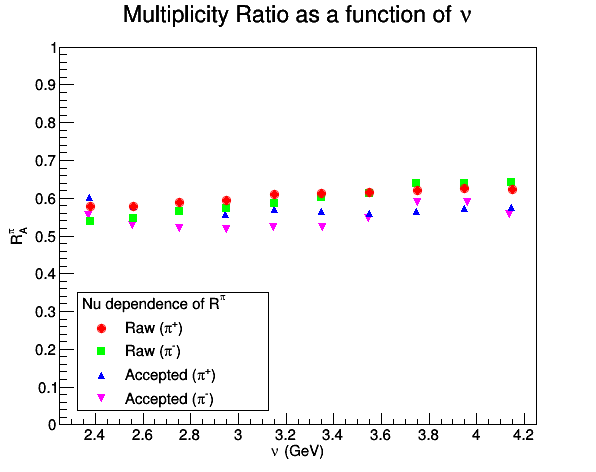 Multiplicity Ratio as a function of ν
1
0.9
0.8
0.7
0.6
0.5
0.4
0.3
0.2
0.1
0
R_A^π
Nu dependence of R^π
Raw (π⁺)
Raw (π⁻)
Accepted (π⁺)
Accepted (π⁻)
2.4 2.6 2.8 3 3.2 3.4 3.6 3.8 4 4.2
ν (GeV)